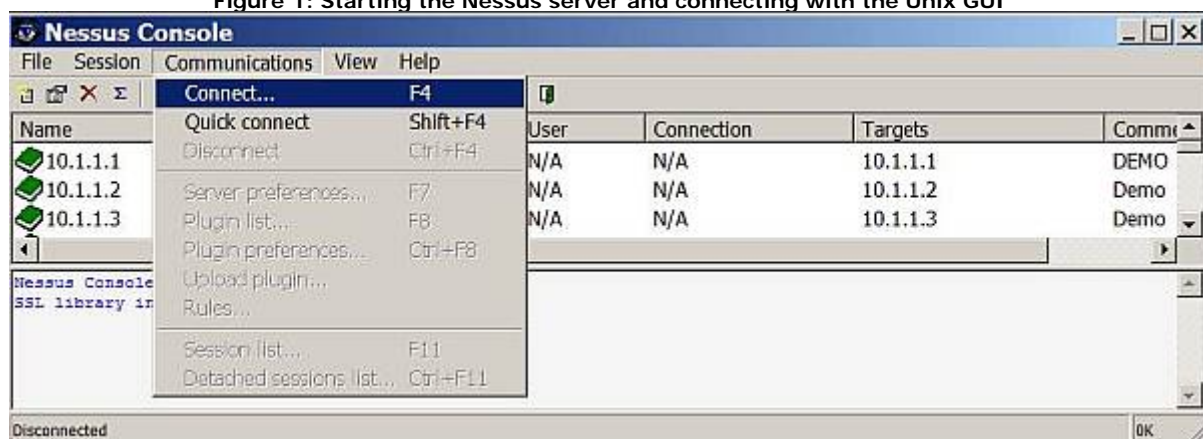 Figure 1: Starting the Nessus server and connecting with the Unix GUI
Nessus Console
File Session Communications View Help
Connect... F4
Quick connect Shift+F4
Disconnect Ctrl+F4
Server preferences... F7
Plugin list... F8
Plugin preferences... Ctrl+F8
Upload plugin...
Rules...
Session list... F11
Detached sessions list... Ctrl+F11
Name User Connection Targets
10.1.1.1 N/A N/A 10.1.1.1 DEMO
10.1.1.2 N/A N/A 10.1.1.2 Demo
10.1.1.3 N/A N/A 10.1.1.3 Demo
Nessus Console
SSL library
Disconnected 0K